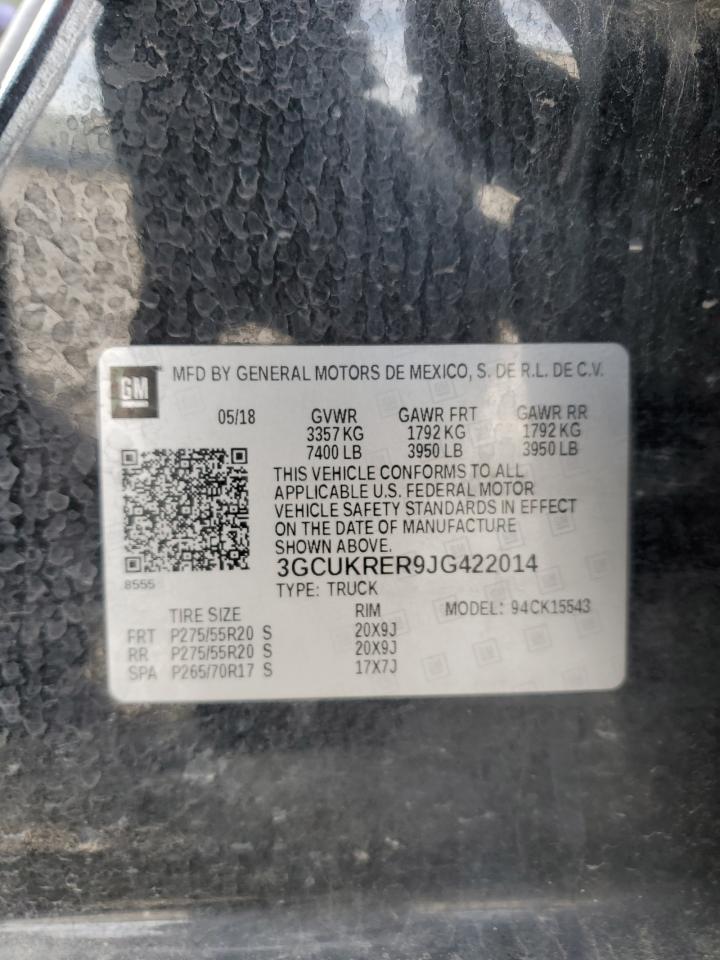 GM
MFD BY GENERAL MOTORS DE MEXICO, S. DE R.L. DE C.V.
05/18 GVWR GAWR FRT GAWR RR
3357 KG 1792 KG 1792 KG
7400 LB 3950 LB 3950 LB
THIS VEHICLE CONFORMS TO ALL
APPLICABLE U.S. FEDERAL MOTOR
VEHICLE SAFETY STANDARDS IN EFFECT
ON THE DATE OF MANUFACTURE
SHOWN ABOVE.
3GCUKRER9JG422014
8555 TYPE: TRUCK
TIRE SIZE RIM MODEL: 94CK15543
FRT P275/55R20 S 20X9J
RR P275/55R20 S 20X9J
SPA P265/70R17 S 17X7J